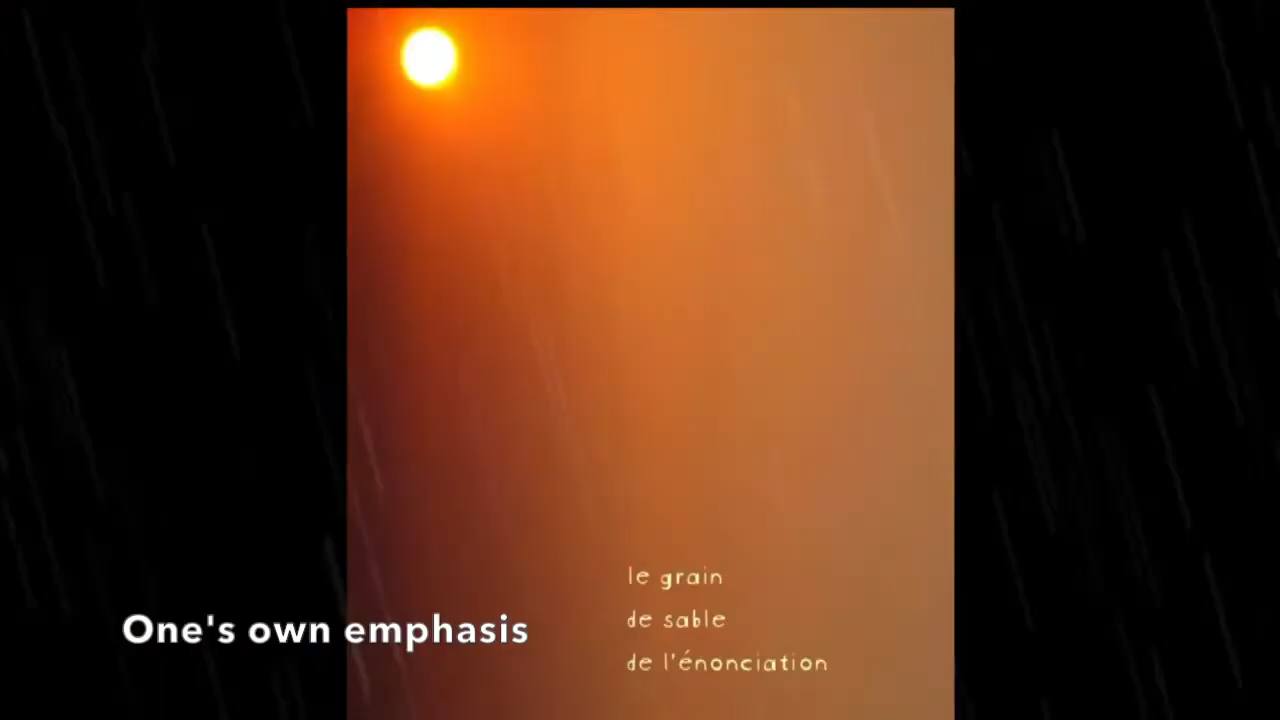 le grain
de sable
One's own emphasis
de l'énonciation